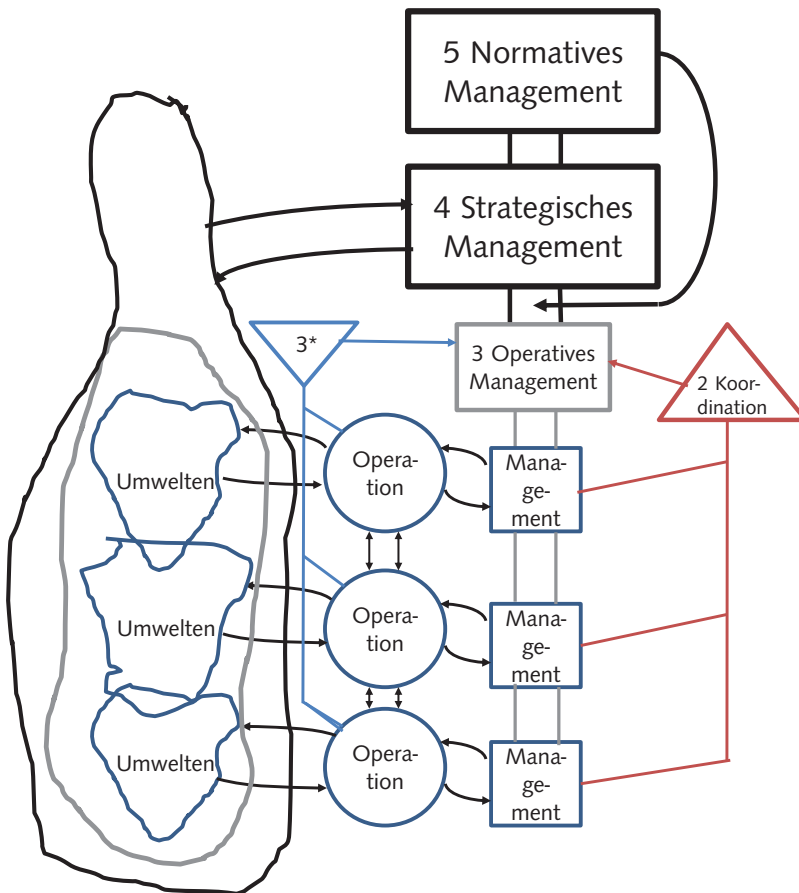 5 Normatives
Management
4 Strategisches
Management
3*
3 Operatives
Management
2 Koor-
dination
Umwelten
Opera-
tion
Mana-
ge-
ment
Umwelten
Opera-
tion
Mana-
ge-
ment
Umwelten
Opera-
tion
Mana-
ge-
ment